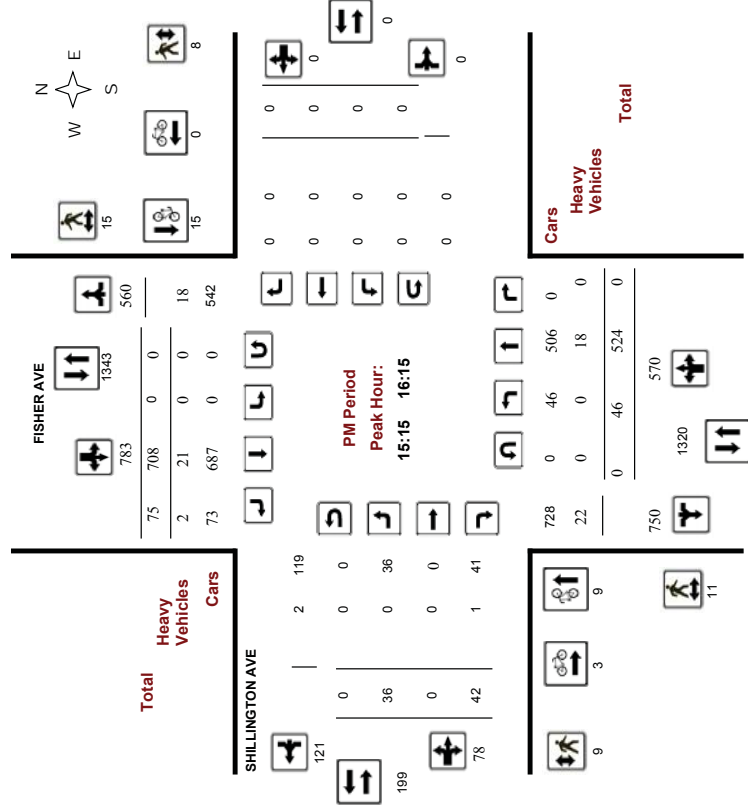 N
W E
S
8
0
15
15
FISHER AVE
1343
783 560
75 708 0 0
2 21 0 0 18
73 687 0 0 542
Total
Heavy
Vehicles
Cars
0
0
0
0 0 0
0 0 0
0 0 0
0 0 0
0 0
PM Period
Peak Hour:
15:15 16:15
SHILLINGTON AVE
2 119
121
0 0 0
36 0 36
0 0 0
42 1 41
199
78
Cars
Heavy
Vehicles
Total
728 0 46 506 0
22 0 0 18 0
0 46 524 0
750 570
1320
9
3
9
11